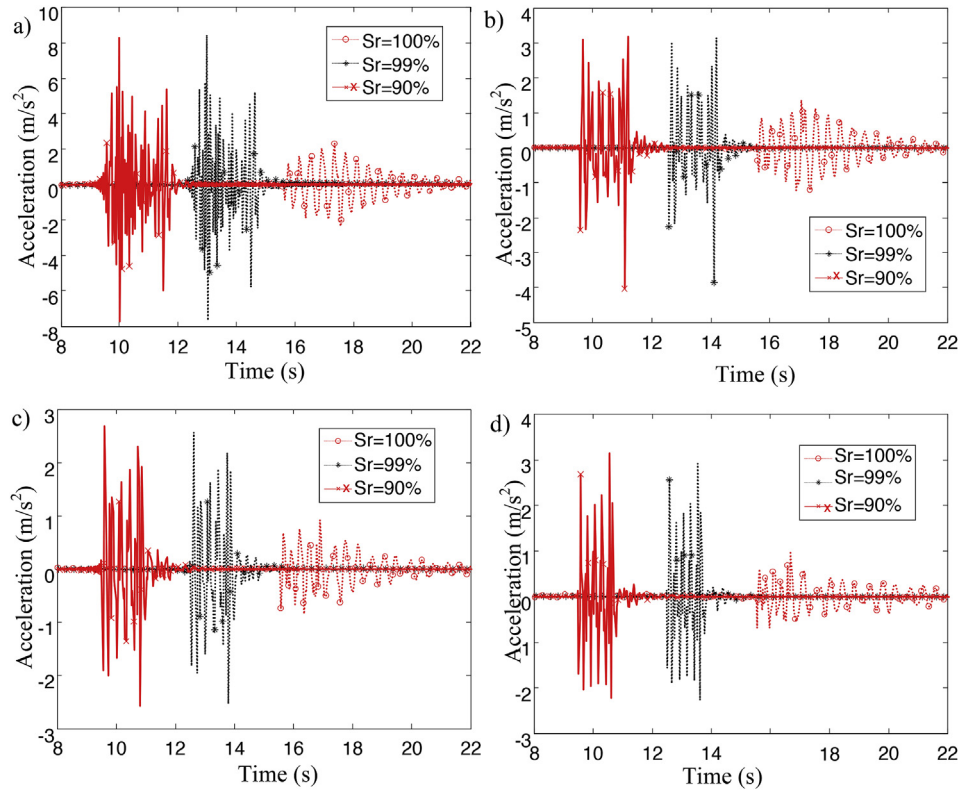 a)
10
8
6
4
2
0
-2
-4
-6
-8
Acceleration (m/s²)
Sr=100%
Sr=99%
Sr=90%
8 10 12 14 16 18 20 22
Time (s)
b)
4
3
2
1
0
-1
-2
-3
-4
-5
Acceleration (m/s²)
Sr=100%
Sr=99%
Sr=90%
8 10 12 14 16 18 20 22
Time (s)
c)
3
2
1
0
-1
-2
-3
Acceleration (m/s²)
Sr=100%
Sr=99%
Sr=90%
8 10 12 14 16 18 20 22
Time (s)
d)
4
3
2
1
0
-1
-2
-3
Acceleration (m/s²)
Sr=100%
Sr=99%
Sr=90%
8 10 12 14 16 18 20 22
Time (s)